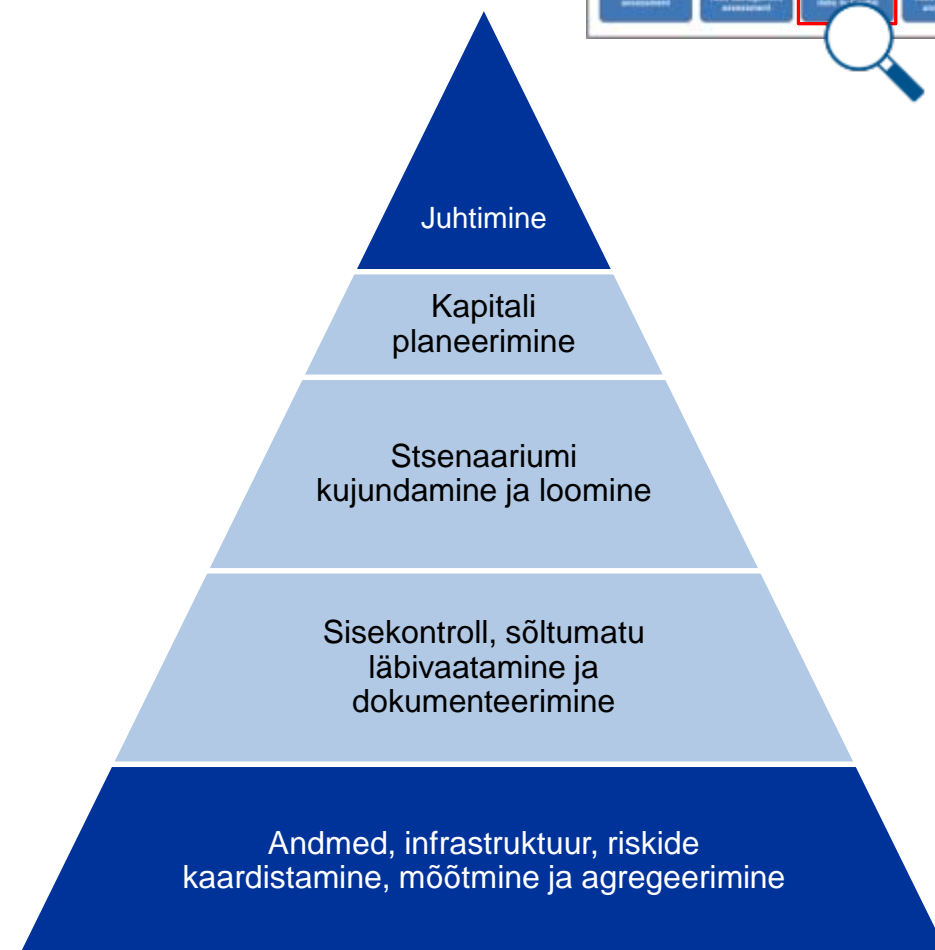 Juhtimine
Kapitali
planeerimine
Stsenaariumi
kujundamine ja loomine
Sisekontroll, sõltumatu
läbivaatamine ja
dokumenteerimine
Andmed, infrastruktuur, riskide
kaardistamine, mõõtmine ja agregeerimine